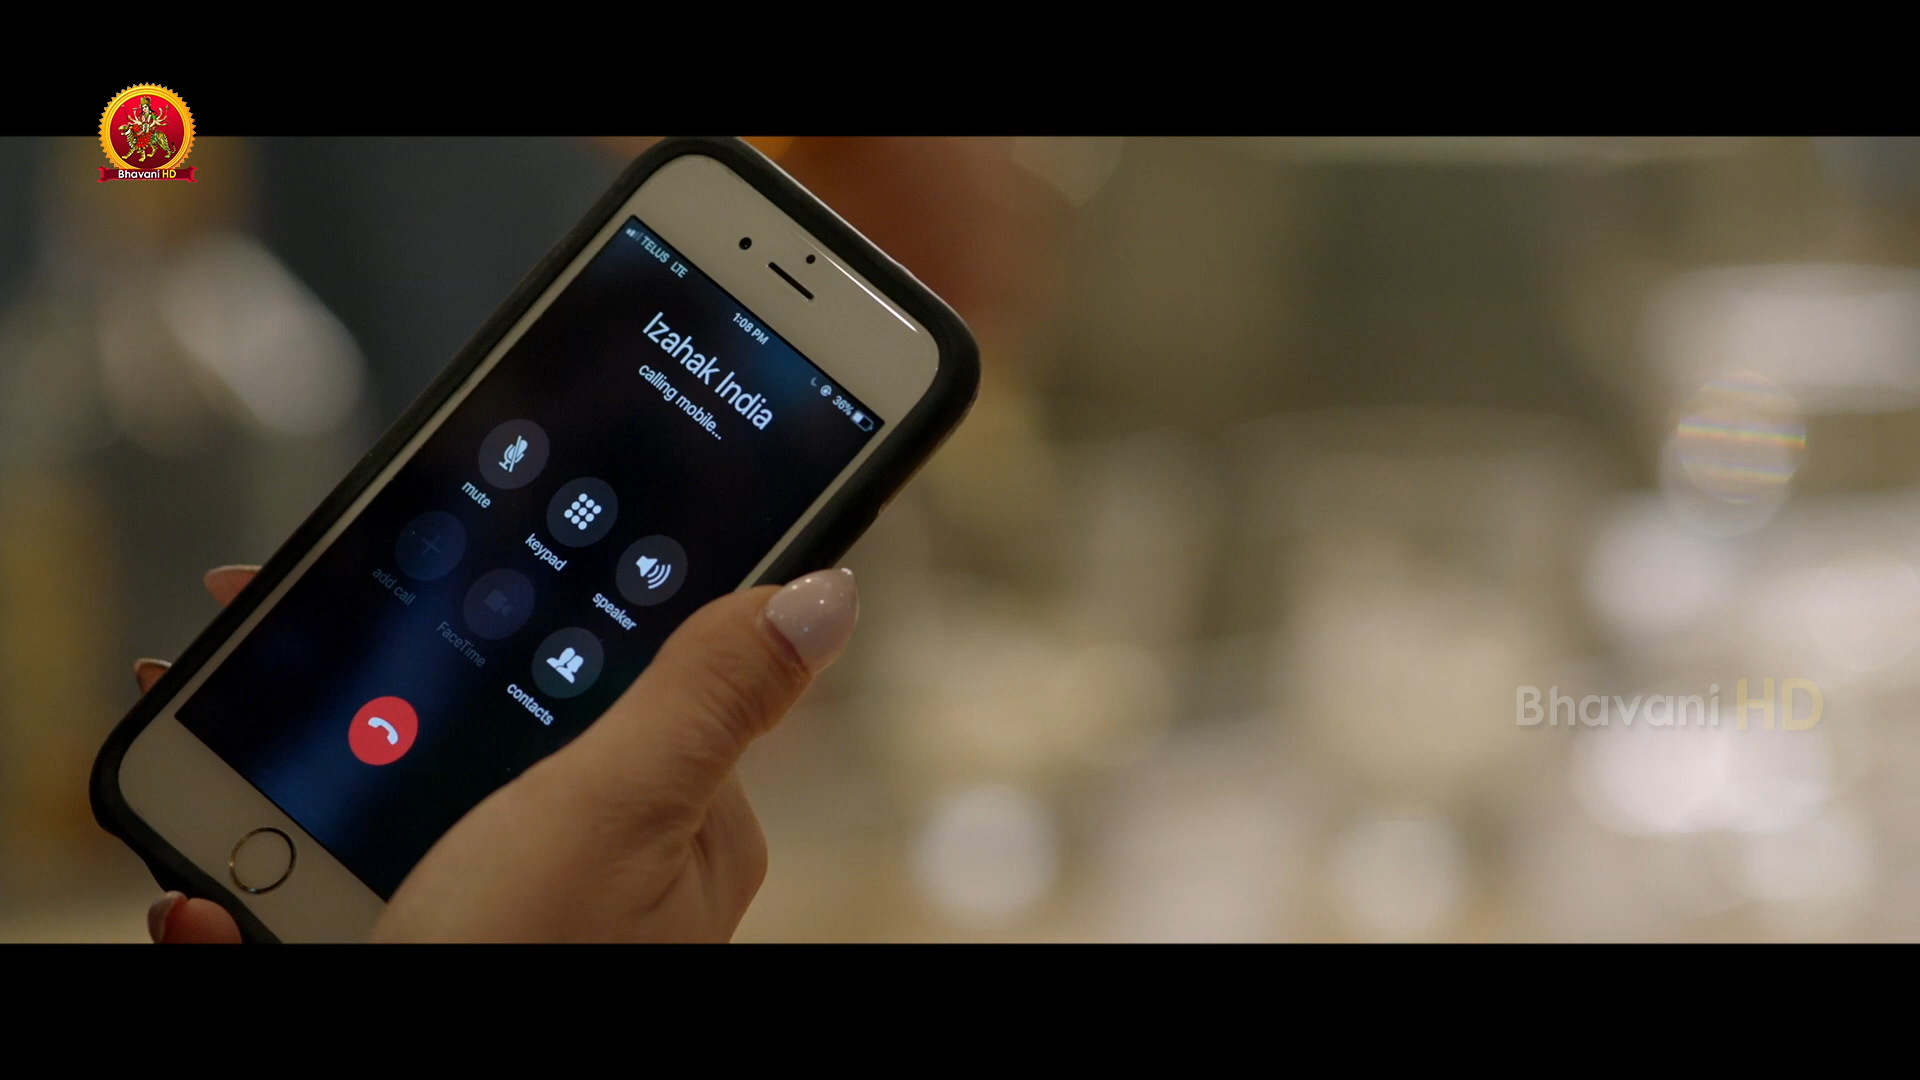 Bhavani HD
TELUS LTE
1:08 PM
36%
Izahak India
calling mobile...
mute
keypad
speaker
add call
FaceTime
contacts
Bhavani HD